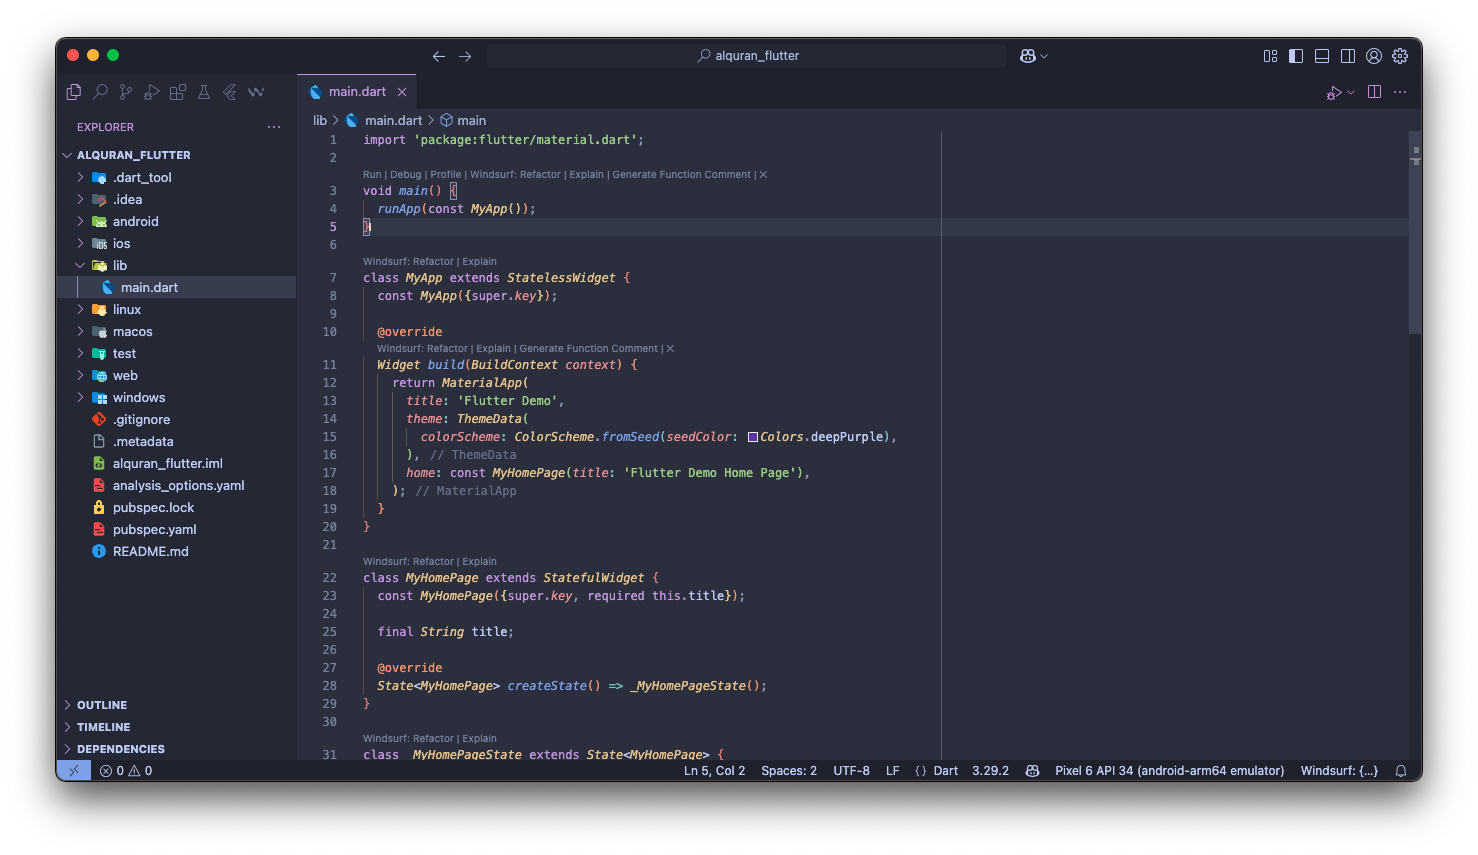 alquran_flutter
EXPLORER
ALQURAN_FLUTTER
.dart_tool
.idea
android
ios
lib
main.dart
linux
macos
test
web
windows
.gitignore
.metadata
alquran_flutter.iml
analysis_options.yaml
pubspec.lock
pubspec.yaml
README.md
OUTLINE
TIMELINE
DEPENDENCIES
main.dart
lib > main.dart > main
1 import 'package:flutter/material.dart';
2
Run | Debug | Profile | Windsurf: Refactor | Explain | Generate Function Comment | ×
3 void main() {
4   runApp(const MyApp());
5 }
6
Windsurf: Refactor | Explain
7 class MyApp extends StatelessWidget {
8   const MyApp({super.key});
9
10   @override
Windsurf: Refactor | Explain | Generate Function Comment | ×
11   Widget build(BuildContext context) {
12     return MaterialApp(
13       title: 'Flutter Demo',
14       theme: ThemeData(
15         colorScheme: ColorScheme.fromSeed(seedColor: Colors.deepPurple),
16       ), // ThemeData
17       home: const MyHomePage(title: 'Flutter Demo Home Page'),
18     ); // MaterialApp
19   }
20 }
21
Windsurf: Refactor | Explain
22 class MyHomePage extends StatefulWidget {
23   const MyHomePage({super.key, required this.title});
24
25   final String title;
26
27   @override
28   State<MyHomePage> createState() => _MyHomePageState();
29 }
30
Windsurf: Refactor | Explain
31 class _MyHomePageState extends State<MyHomePage> {
0 0 Ln 5, Col 2 Spaces: 2 UTF-8 LF {} Dart 3.29.2 Pixel 6 API 34 (android-arm64 emulator) Windsurf: {...}